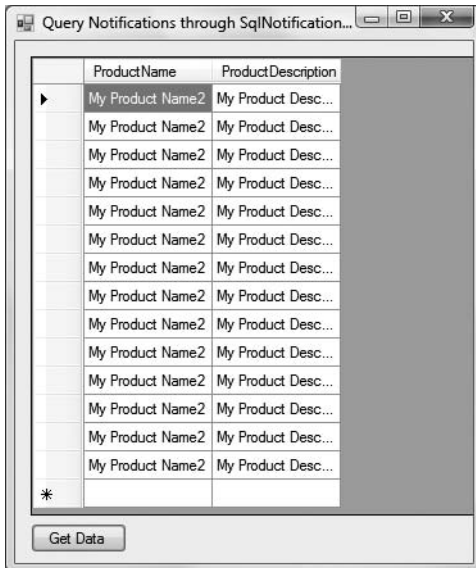 Query Notifications through SqlNotification...
ProductName ProductDescription
My Product Name2 My Product Desc...
My Product Name2 My Product Desc...
My Product Name2 My Product Desc...
My Product Name2 My Product Desc...
My Product Name2 My Product Desc...
My Product Name2 My Product Desc...
My Product Name2 My Product Desc...
My Product Name2 My Product Desc...
My Product Name2 My Product Desc...
My Product Name2 My Product Desc...
My Product Name2 My Product Desc...
My Product Name2 My Product Desc...
My Product Name2 My Product Desc...
My Product Name2 My Product Desc...
Get Data